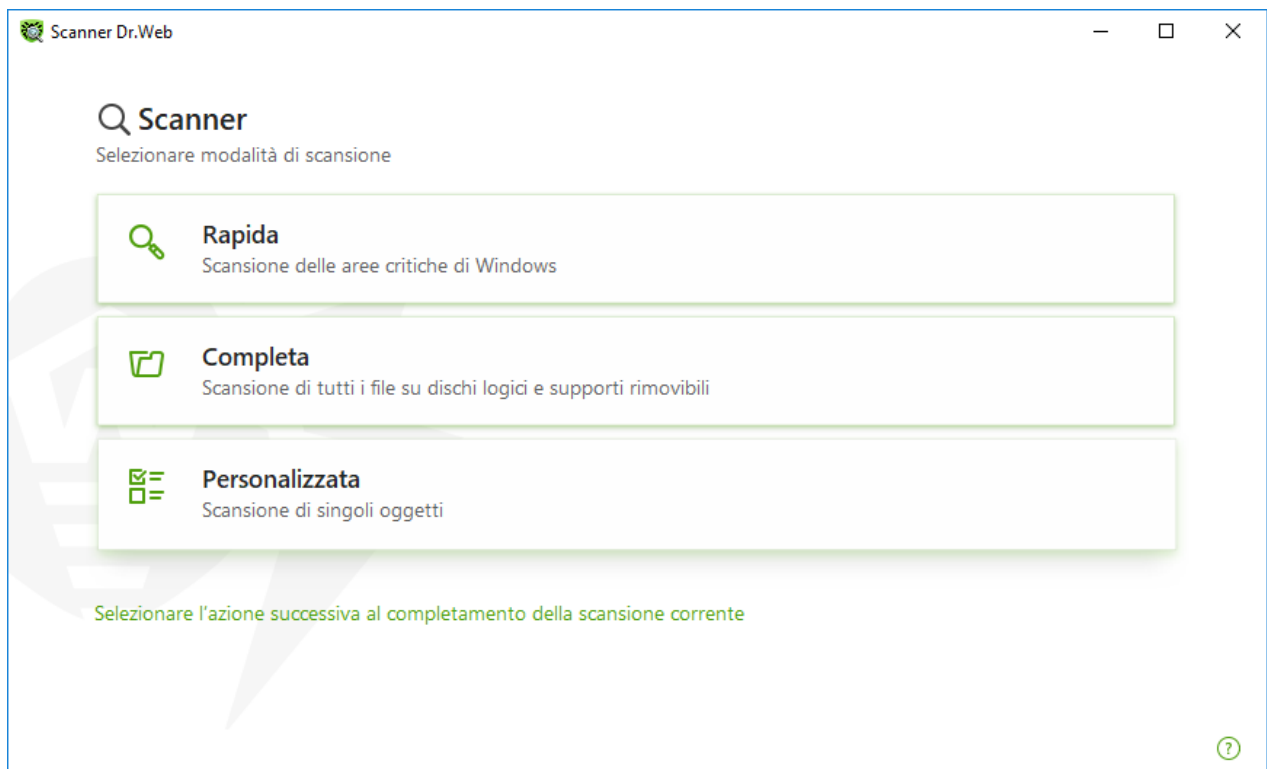 Scanner Dr.Web
Scanner
Selezionare modalità di scansione
Rapida
Scansione delle aree critiche di Windows
Completa
Scansione di tutti i file su dischi logici e supporti rimovibili
Personalizzata
Scansione di singoli oggetti
Selezionare l'azione successiva al completamento della scansione corrente
?